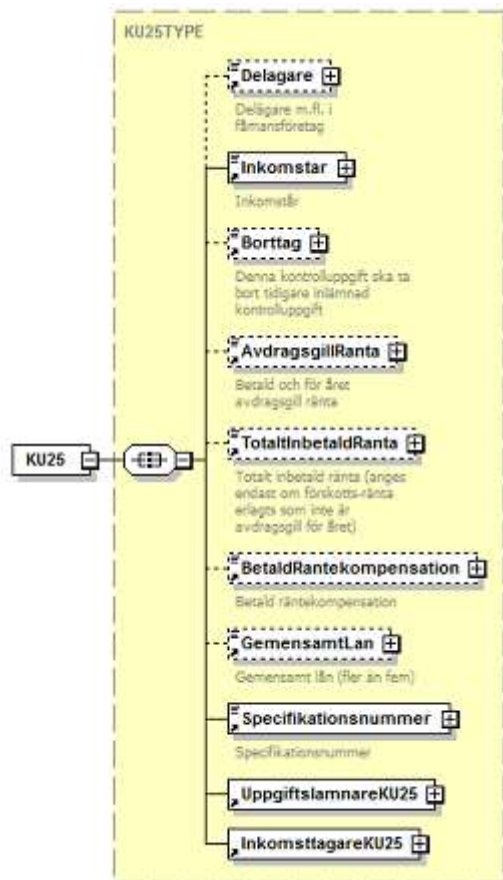 KU25TYPE
Delagare
Delägare m.fl. i
fåmansföretag
Inkomstar
Inkomstår
Borttag
Denna kontrolluppgift ska ta
bort tidigare inlämnad
kontrolluppgift
AvdragsgillRanta
Betald och för året
avdragsgill ränta
TotaltInbetaldRanta
Totalt inbetald ränta (anges
endast om förskotts-ränta
erlagts som inte är
avdragsgill för året)
KU25
BetaldRantekompensation
Betald räntekompensation
GemensamtLan
Gemensamt lån (fler än fem)
Specifikationsnummer
Specifikationsnummer
UppgiftslamnareKU25
InkomsttagareKU25